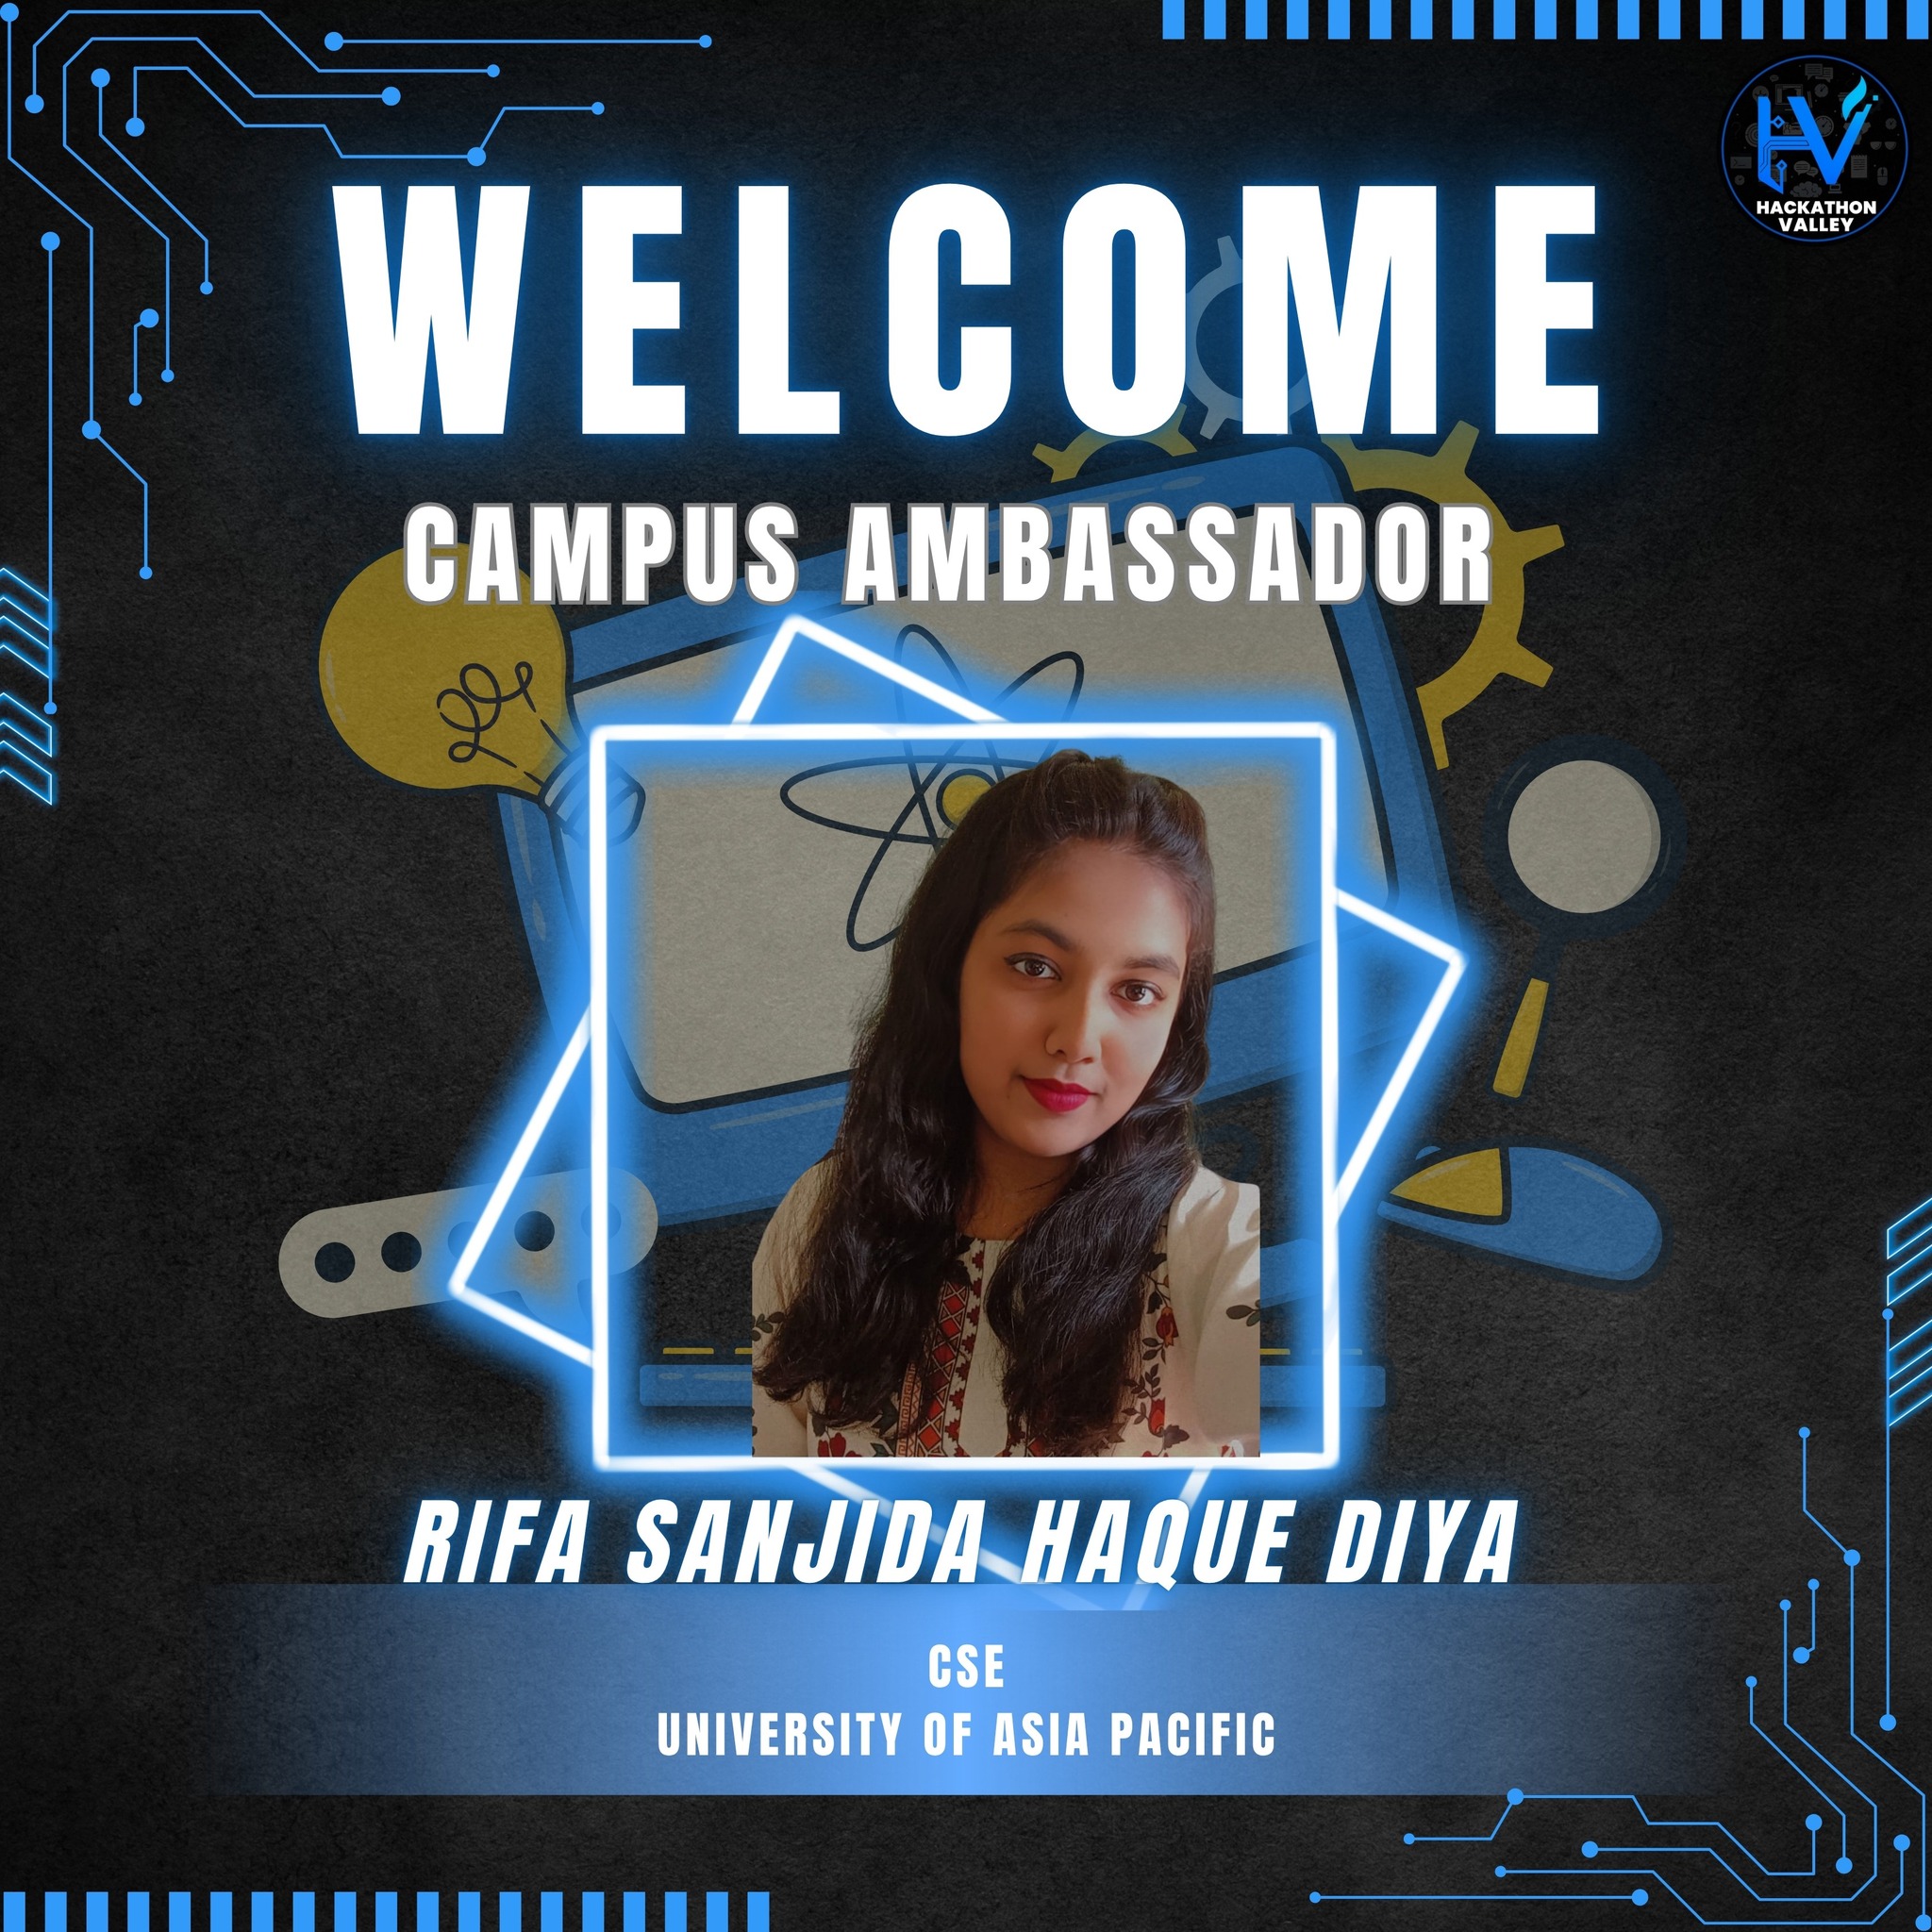 HACKATHON
VALLEY
WELCOME
CAMPUS AMBASSADOR
RIFA SANJIDA HAQUE DIYA
CSE
UNIVERSITY OF ASIA PACIFIC